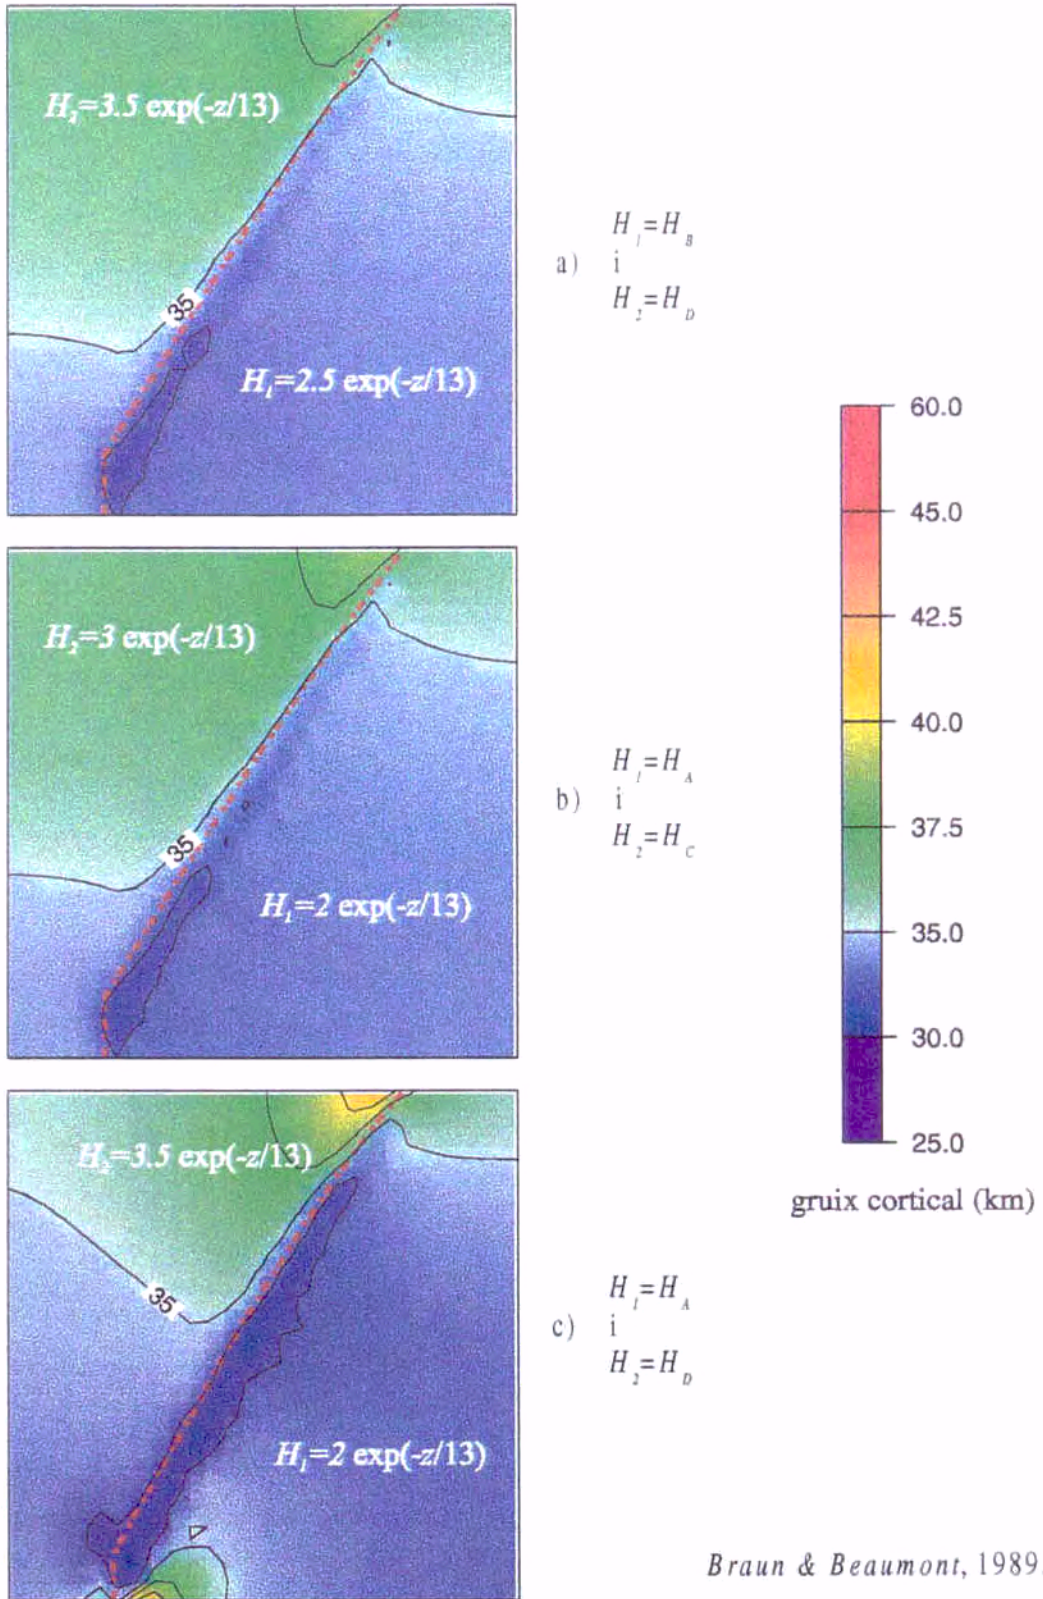 H₂=3.5 exp(-z/13)
35
H₁=2.5 exp(-z/13)
a)
H₁=H_B
i
H₂=H_D
H₂=3 exp(-z/13)
35
H₁=2 exp(-z/13)
b)
H₁=H_A
i
H₂=H_C
60.0
45.0
42.5
40.0
37.5
35.0
30.0
25.0
gruix cortical (km)
H₂=3.5 exp(-z/13)
35
H₁=2 exp(-z/13)
c)
H₁=H_A
i
H₂=H_D
Braun & Beaumont, 1989.